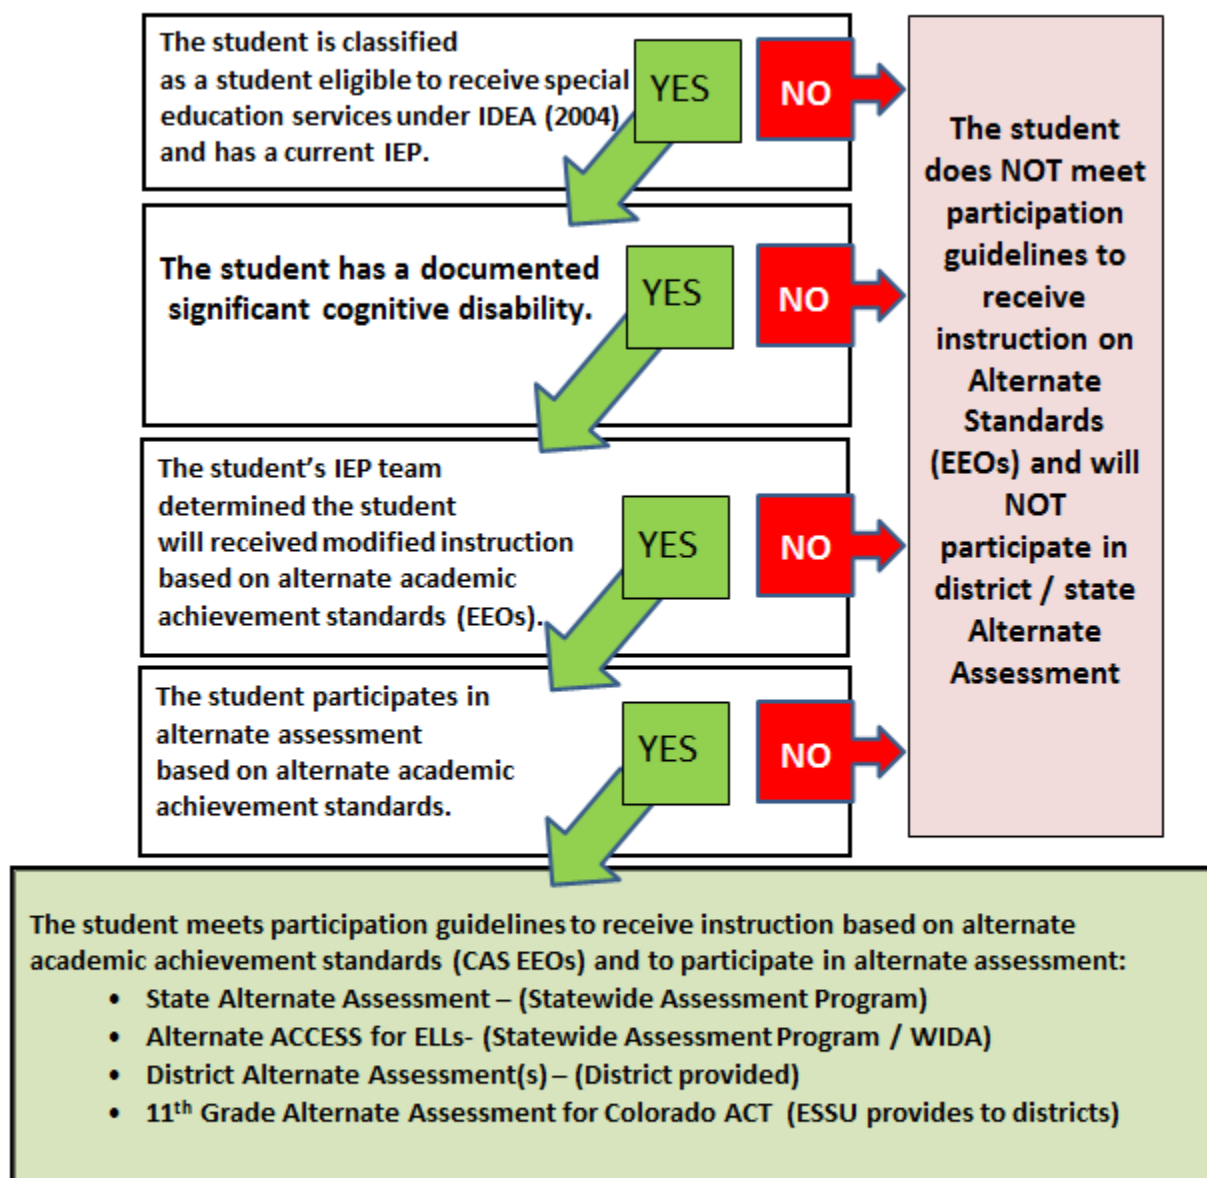 The student is classified
as a student eligible to receive special
education services under IDEA (2004)
and has a current IEP.
YES
NO
The student has a documented
significant cognitive disability.
YES
NO
The student's IEP team
determined the student
will received modified instruction
based on alternate academic
achievement standards (EEOs).
YES
NO
The student participates in
alternate assessment
based on alternate academic
achievement standards.
YES
NO
The student
does NOT meet
participation
guidelines to
receive
instruction on
Alternate
Standards
(EEOs) and will
NOT
participate in
district / state
Alternate
Assessment
The student meets participation guidelines to receive instruction based on alternate
academic achievement standards (CAS EEOs) and to participate in alternate assessment:
• State Alternate Assessment – (Statewide Assessment Program)
• Alternate ACCESS for ELLs- (Statewide Assessment Program / WIDA)
• District Alternate Assessment(s) – (District provided)
• 11th Grade Alternate Assessment for Colorado ACT (ESSU provides to districts)